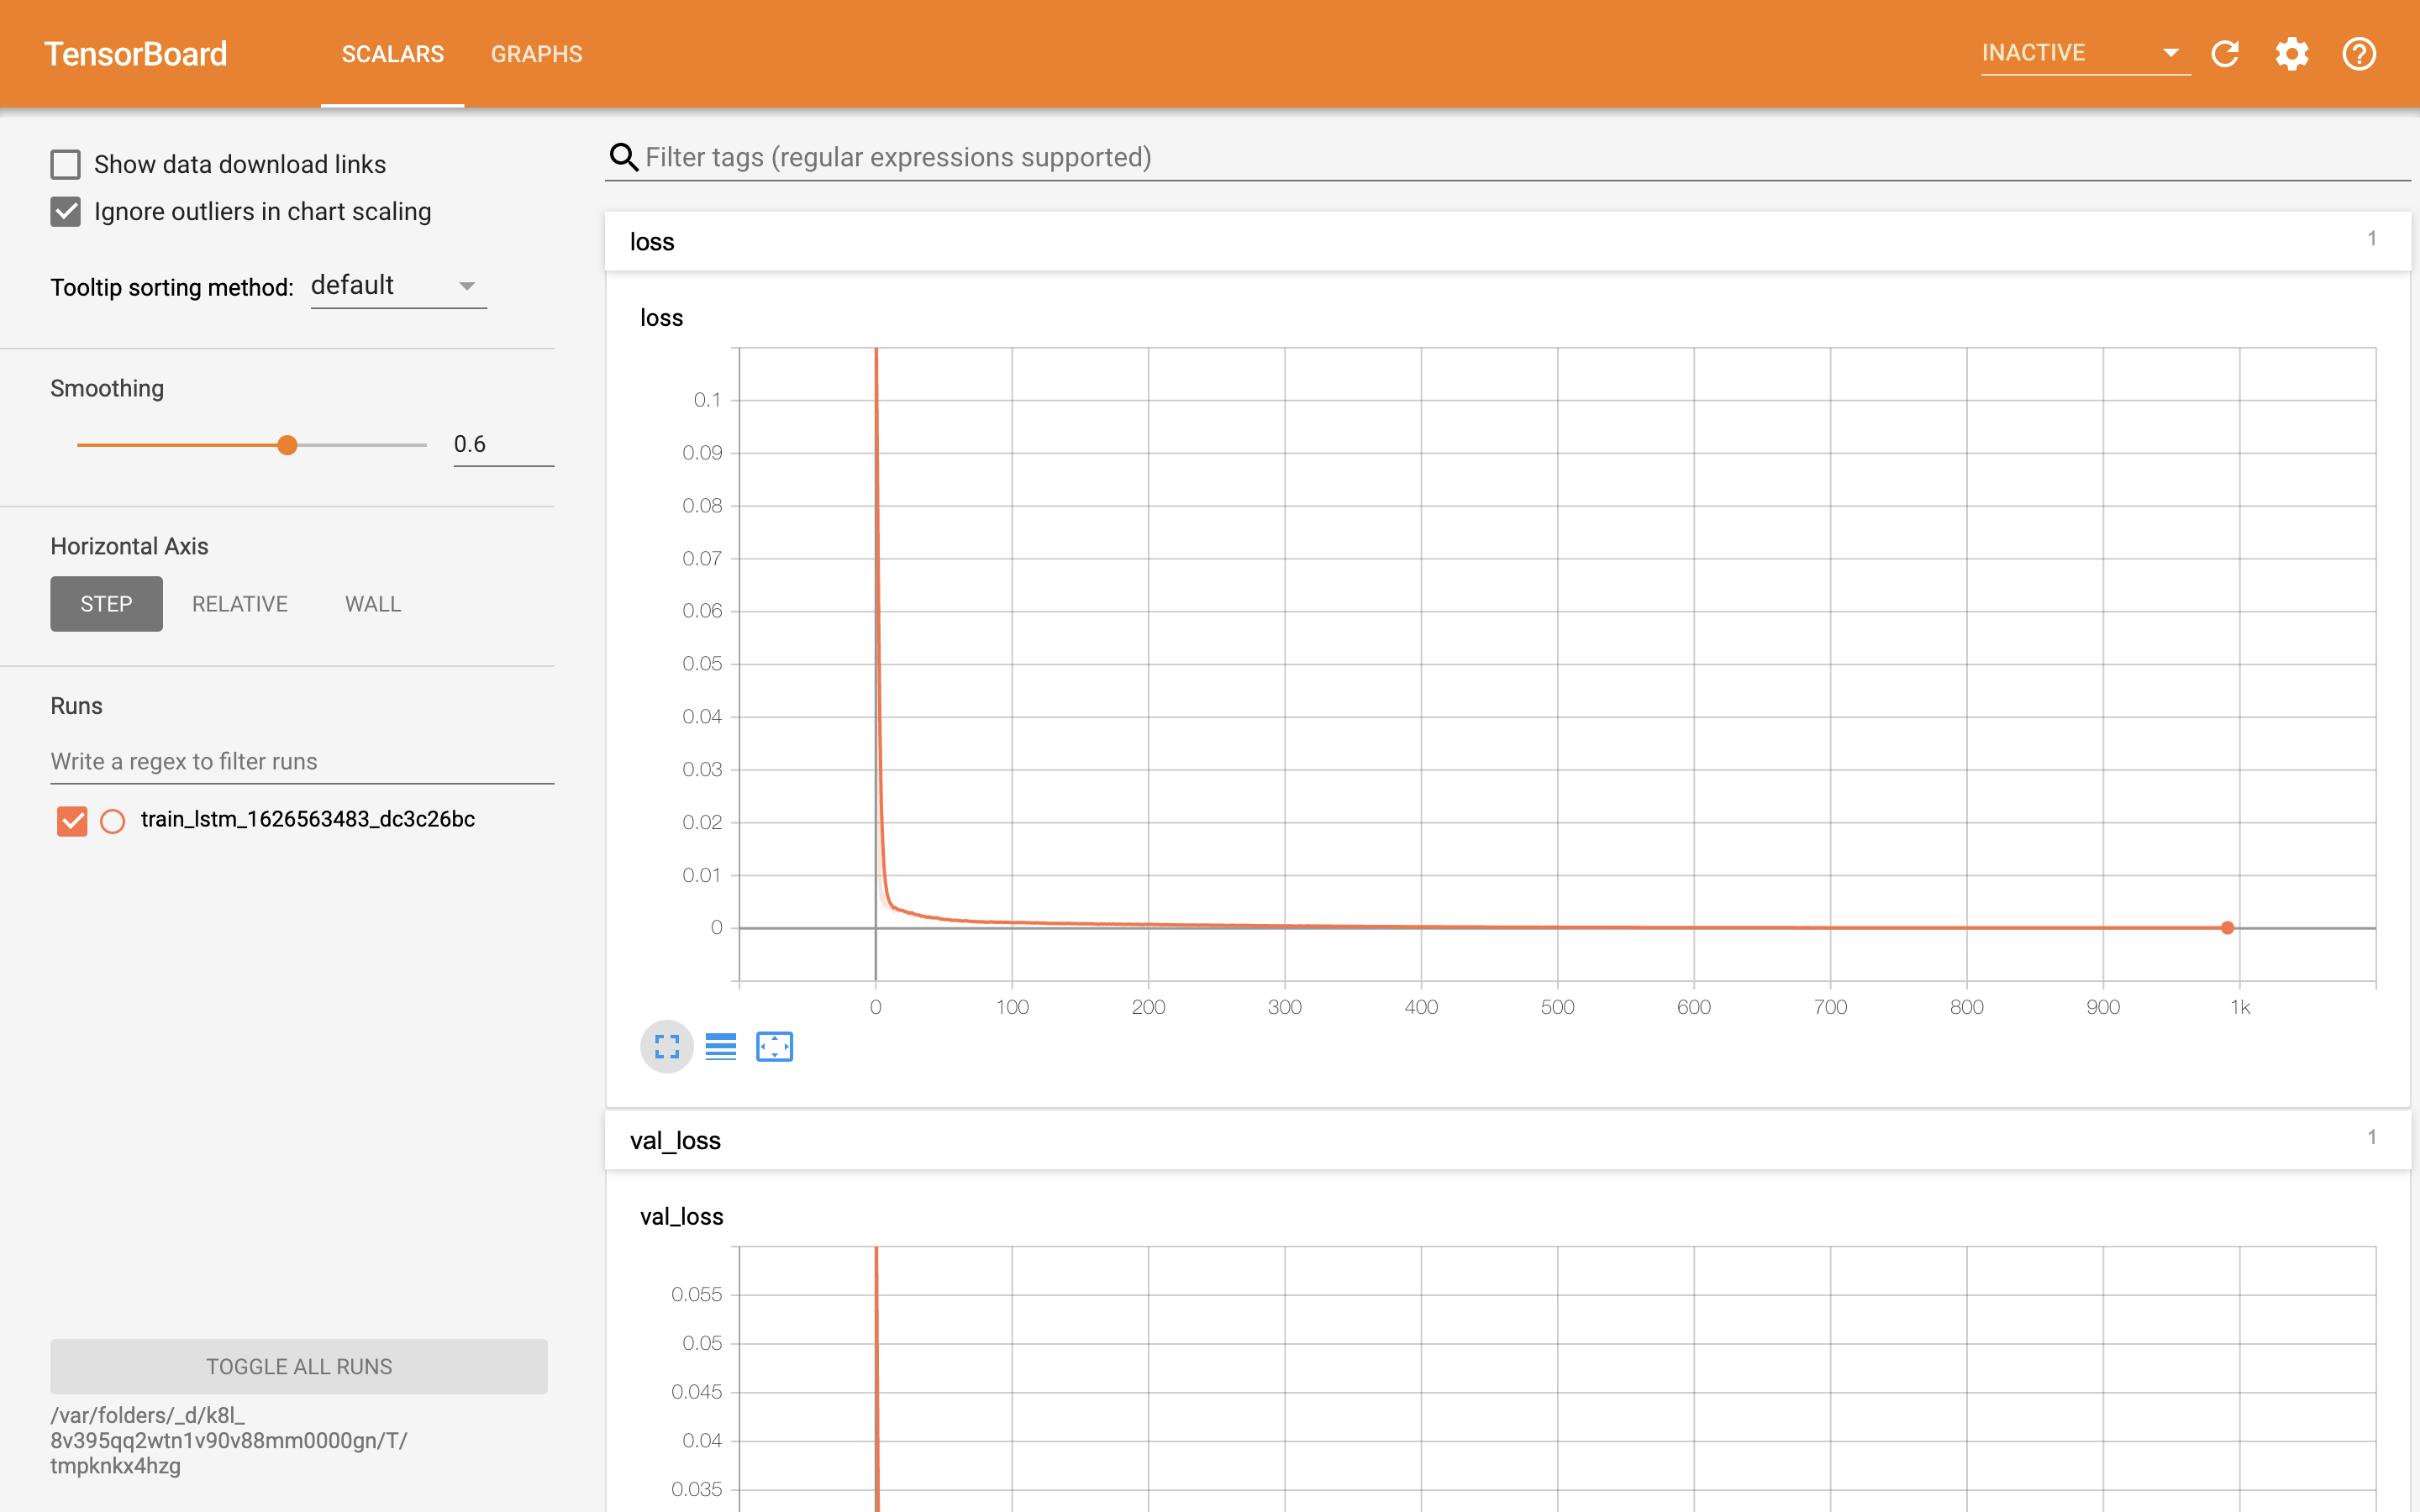 TensorBoard
SCALARS
GRAPHS
INACTIVE
Show data download links
Ignore outliers in chart scaling
Tooltip sorting method: default
Smoothing
0.6
Horizontal Axis
STEP
RELATIVE
WALL
Runs
Write a regex to filter runs
train_lstm_1626563483_dc3c26bc
TOGGLE ALL RUNS
/var/folders/_d/k8l_
8v395qq2wtn1v90v88mm0000gn/T/
tmpknkx4hzg
Filter tags (regular expressions supported)
loss
1
loss
0.1
0.09
0.08
0.07
0.06
0.05
0.04
0.03
0.02
0.01
0
0 100 200 300 400 500 600 700 800 900 1k
val_loss
1
val_loss
0.055
0.05
0.045
0.04
0.035